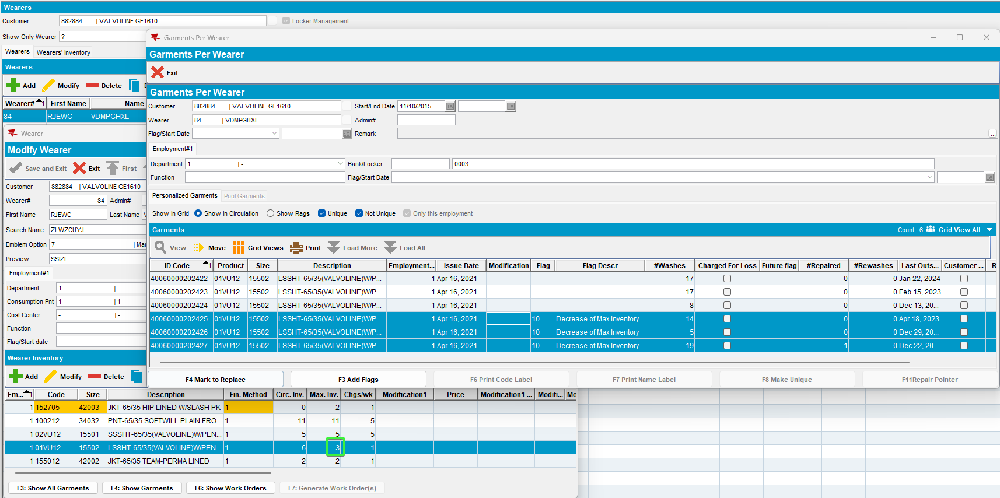 Wearers
Customer 882884 | VALVOLINE GE1610 ... Locker Management
Show Only Wearer ?
Wearers Wearers' Inventory
Wearers
Add Modify Delete
Wearer# 1 First Name Name
84 RJEWC VDMPGHXL
Wearer
Modify Wearer
Save and Exit Exit First
Customer 882884 | VALVOLINE GE1610
Wearer# 84 Admin#
First Name RJEWC Last Name
Search Name ZLWZCUYJ
Emblem Option 7 | Mar
Preview SSIZL
Employment#1
Department 1 | -
Consumption Pnt 1 | 1
Cost Center - | -
Function
Flag/Start date
Wearer Inventory
Add Modify Delete
Em... 1 Code Size Description Fin. Method Circ. Inv. Max. Inv. Chgs/wk Modification1 Price Modification1 ... Modifi... Mo
1 152705 42003 JKT-65/35 HIP LINED W/SLASH PK 1 0 2 1
1 100212 34032 PNT-65/35 SOFTWILL PLAIN FRO... 1 11 11 5
1 02VU12 15501 SSSHT-65/35(VALVOLINE)W/PEN... 1 5 5 5
1 01VU12 15502 LSSHT-65/35(VALVOLINE)W/PEN... 1 6 3 1
1 155012 42002 JKT-65/35 TEAM-PERMA LINED 1 2 2 1
F3: Show All Garments F4: Show Garments F6: Show Work Orders F7: Generate Work Order(s)
Garments Per Wearer
Garments Per Wearer
Exit
Garments Per Wearer
Customer 882884 | VALVOLINE GE1610 ... Start/End Date 11/10/2015 16 16
Wearer 84 | VDMPGHXL ... Admin#
Flag/Start Date 16 Remark ...
Employment#1
Department 1 | - Bank/Locker 0003
Function Flag/Start Date 16
Personalized Garments Pool Garments
Show In Grid Show In Circulation Show Rags Unique Not Unique Only this employment
Garments Count : 6 Grid View All
View Move Grid Views Print Load More Load All
ID Code 1 Product Size Description Employment... Issue Date Modification Flag Flag Descr #Washes Charged For Loss Future flag #Repaired #Rewashes Last Outs... Customer ... R
40060000202422 01VU12 15502 LSSHT-65/35(VALVOLINE)W/P... 1 Apr 16, 2021 17 0 0 Jan 22, 2024
40060000202423 01VU12 15502 LSSHT-65/35(VALVOLINE)W/P... 1 Apr 16, 2021 17 0 0 Feb 15, 2023
40060000202424 01VU12 15502 LSSHT-65/35(VALVOLINE)W/P... 1 Apr 16, 2021 8 0 0 Dec 13, 20...
40060000202425 01VU12 15502 LSSHT-65/35(VALVOLINE)W/P... 1 Apr 16, 2021 10 Decrease of Max Inventory 14 0 0 Apr 18, 2023
40060000202426 01VU12 15502 LSSHT-65/35(VALVOLINE)W/P... 1 Apr 16, 2021 10 Decrease of Max Inventory 5 0 0 Dec 29, 20...
40060000202427 01VU12 15502 LSSHT-65/35(VALVOLINE)W/P... 1 Apr 16, 2021 10 Decrease of Max Inventory 19 1 0 Dec 22, 20...
F4 Mark to Replace F3 Add Flags F6 Print Code Label F7 Print Name Label F8 Make Unique F11Repair Pointer